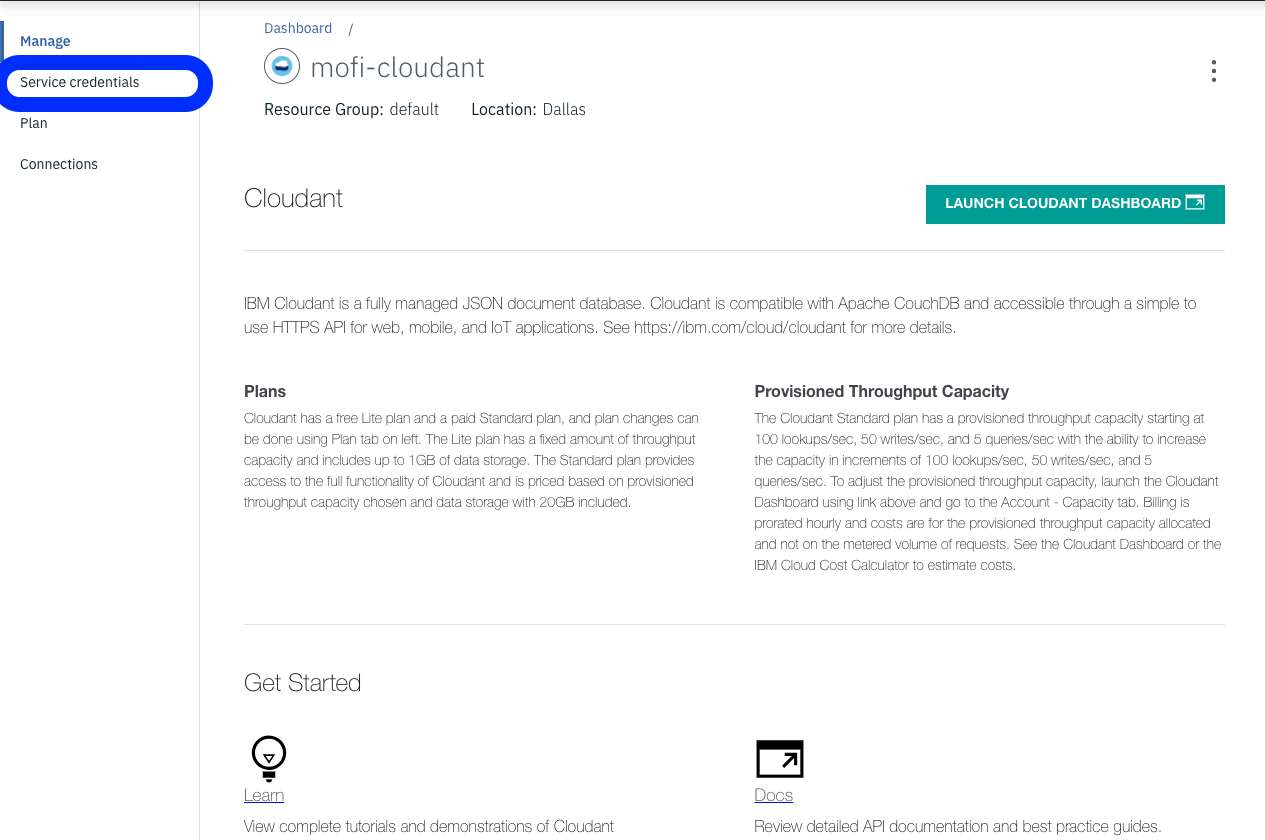 Manage
Service credentials
Plan
Connections
Dashboard /
mofi-cloudant
Resource Group: default Location: Dallas
Cloudant
LAUNCH CLOUDANT DASHBOARD
IBM Cloudant is a fully managed JSON document database. Cloudant is compatible with Apache CouchDB and accessible through a simple to
use HTTPS API for web, mobile, and IoT applications. See https://ibm.com/cloud/cloudant for more details.
Plans
Cloudant has a free Lite plan and a paid Standard plan, and plan changes can
be done using Plan tab on left. The Lite plan has a fixed amount of throughput
capacity and includes up to 1GB of data storage. The Standard plan provides
access to the full functionality of Cloudant and is priced based on provisioned
throughput capacity chosen and data storage with 20GB included.
Provisioned Throughput Capacity
The Cloudant Standard plan has a provisioned throughput capacity starting at
100 lookups/sec, 50 writes/sec, and 5 queries/sec with the ability to increase
the capacity in increments of 100 lookups/sec, 50 writes/sec, and 5
queries/sec. To adjust the provisioned throughput capacity, launch the Cloudant
Dashboard using link above and go to the Account - Capacity tab. Billing is
prorated hourly and costs are for the provisioned throughput capacity allocated
and not on the metered volume of requests. See the Cloudant Dashboard or the
IBM Cloud Cost Calculator to estimate costs.
Get Started
Learn
View complete tutorials and demonstrations of Cloudant
Docs
Review detailed API documentation and best practice guides.